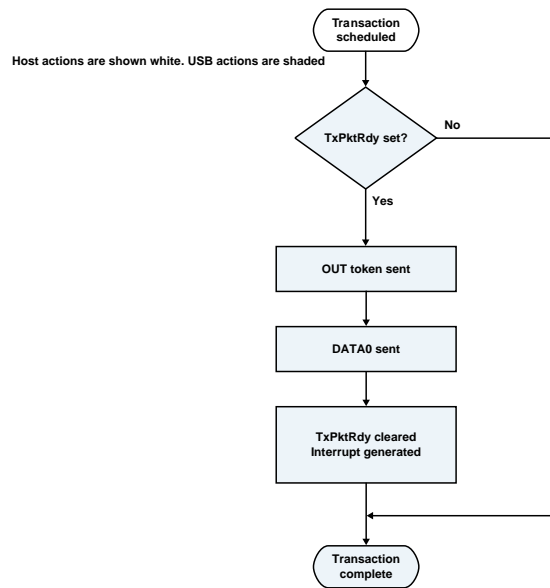 Transaction
scheduled
Host actions are shown white. USB actions are shaded
TxPktRdy set?
No
Yes
OUT token sent
DATA0 sent
TxPktRdy cleared
Interrupt generated
Transaction
complete